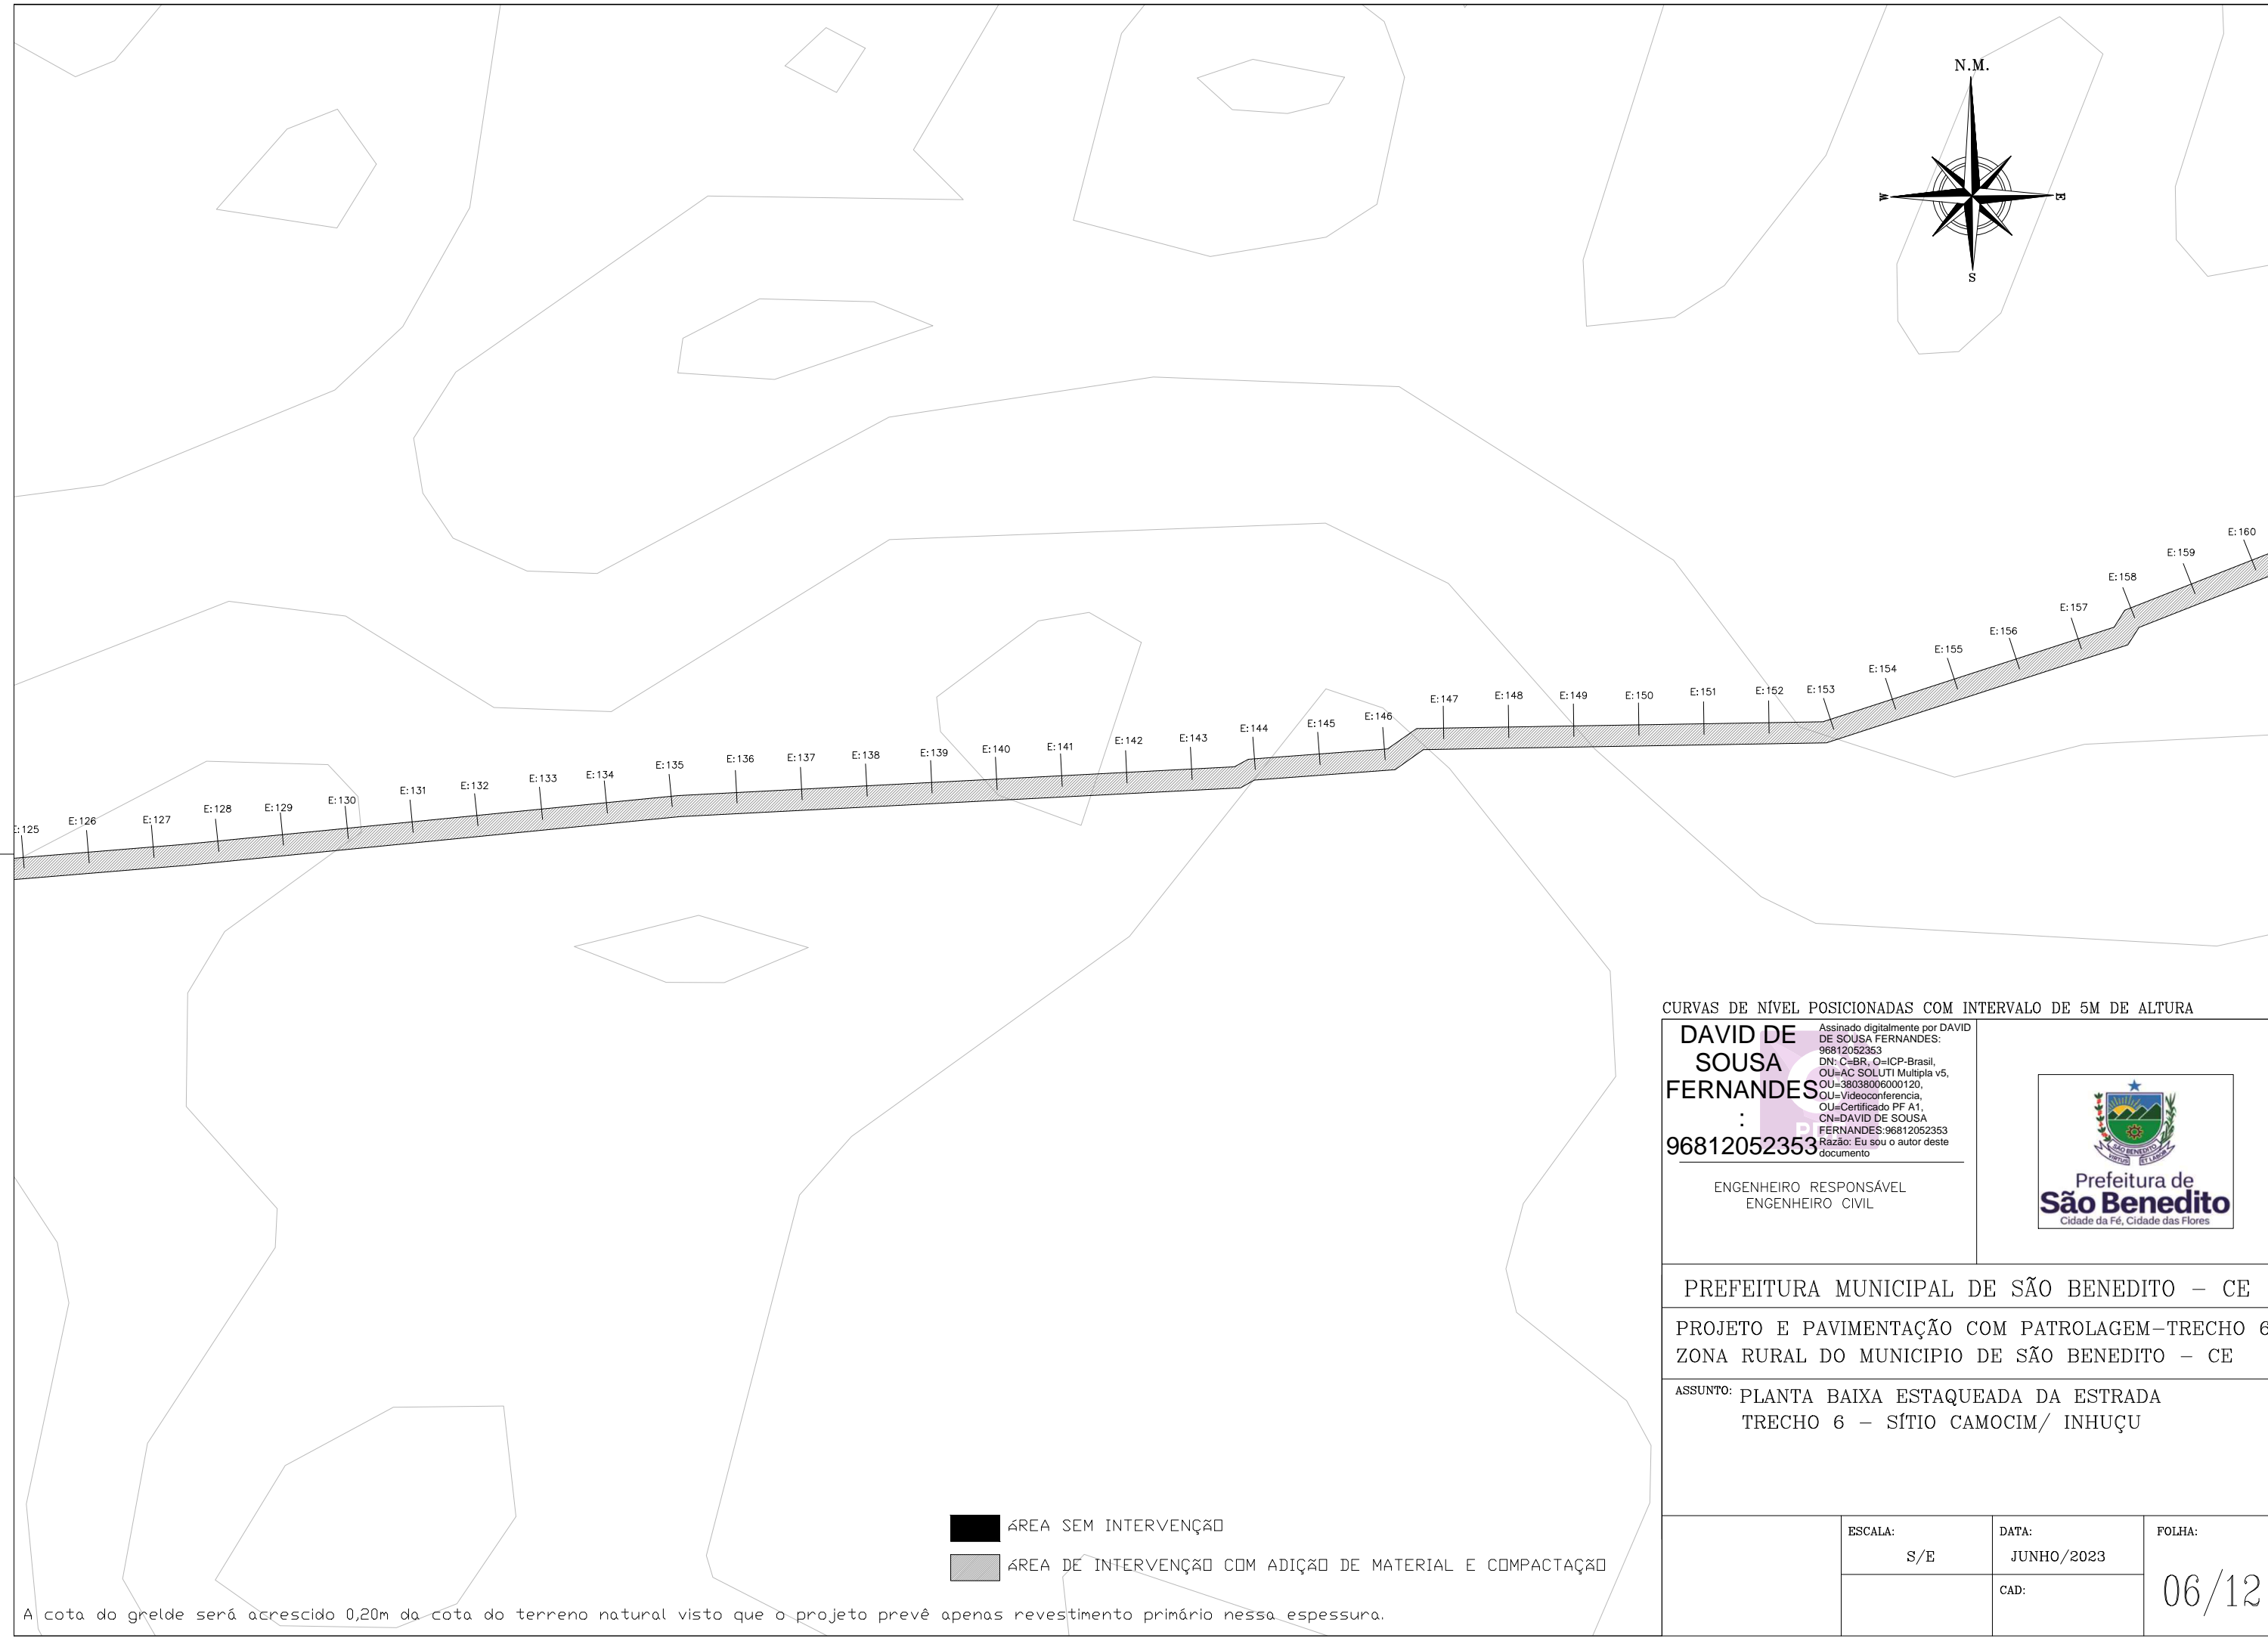 N.M.
W
E
S
E:160
E:159
E:158
E:157
E:156
E:155
E:154
E:153
E:152
E:151
E:150
E:149
E:148
E:147
E:146
E:145
E:144
E:143
E:142
E:141
E:140
E:139
E:138
E:137
E:136
E:135
E:134
E:133
E:132
E:131
E:130
E:129
E:128
E:127
E:126
E:125
CURVAS DE NÍVEL POSICIONADAS COM INTERVALO DE 5M DE ALTURA
DAVID DE
SOUSA
FERNANDES
:
96812052353
Assinado digitalmente por DAVID
DE SOUSA FERNANDES:
96812052353
DN: C=BR, O=ICP-Brasil,
OU=AC SOLUTI Multipla v5,
OU=38038006000120,
OU=Videoconferencia,
OU=Certificado PF A1,
CN=DAVID DE SOUSA
FERNANDES:96812052353
Razão: Eu sou o autor deste
documento
ENGENHEIRO RESPONSÁVEL
ENGENHEIRO CIVIL
SÃO BENEDITO
VIRTUS ET LABOR
Prefeitura de
São Benedito
Cidade da Fé, Cidade das Flores
PREFEITURA MUNICIPAL DE SÃO BENEDITO – CE
PROJETO E PAVIMENTAÇÃO COM PATROLAGEM–TRECHO 6
ZONA RURAL DO MUNICIPIO DE SÃO BENEDITO – CE
ASSUNTO: PLANTA BAIXA ESTAQUEADA DA ESTRADA
TRECHO 6 – SÍTIO CAMOCIM/ INHUÇU
ESCALA:
S/E
DATA:
JUNHO/2023
CAD:
FOLHA:
06/12
áREA SEM INTERVENÇãO
áREA DE INTERVENÇãO COM ADIÇãO DE MATERIAL E COMPACTAÇãO
A cota do greide será acrescido 0,20m da cota do terreno natural visto que o projeto prevê apenas revestimento primário nessa espessura.